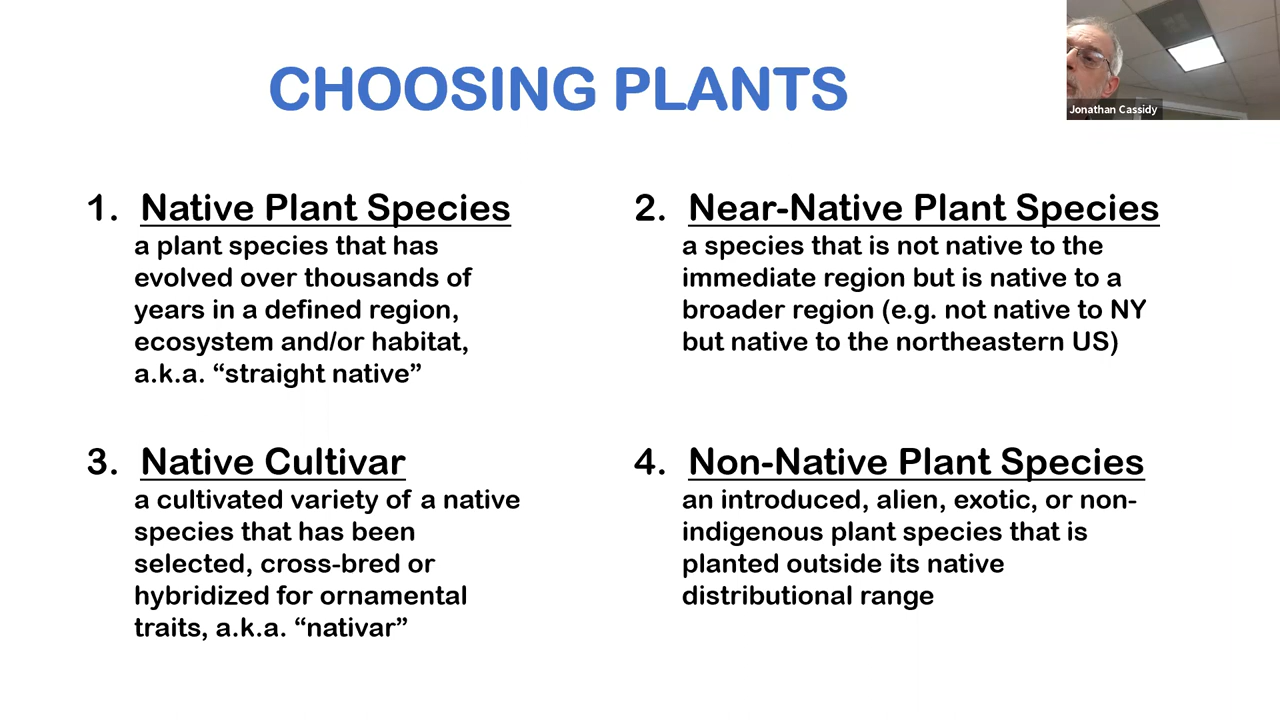 CHOOSING PLANTS
Jonathan Cassidy
1. Native Plant Species
a plant species that has
evolved over thousands of
years in a defined region,
ecosystem and/or habitat,
a.k.a. “straight native”
2. Near-Native Plant Species
a species that is not native to the
immediate region but is native to a
broader region (e.g. not native to NY
but native to the northeastern US)
3. Native Cultivar
a cultivated variety of a native
species that has been
selected, cross-bred or
hybridized for ornamental
traits, a.k.a. “nativar”
4. Non-Native Plant Species
an introduced, alien, exotic, or non-
indigenous plant species that is
planted outside its native
distributional range